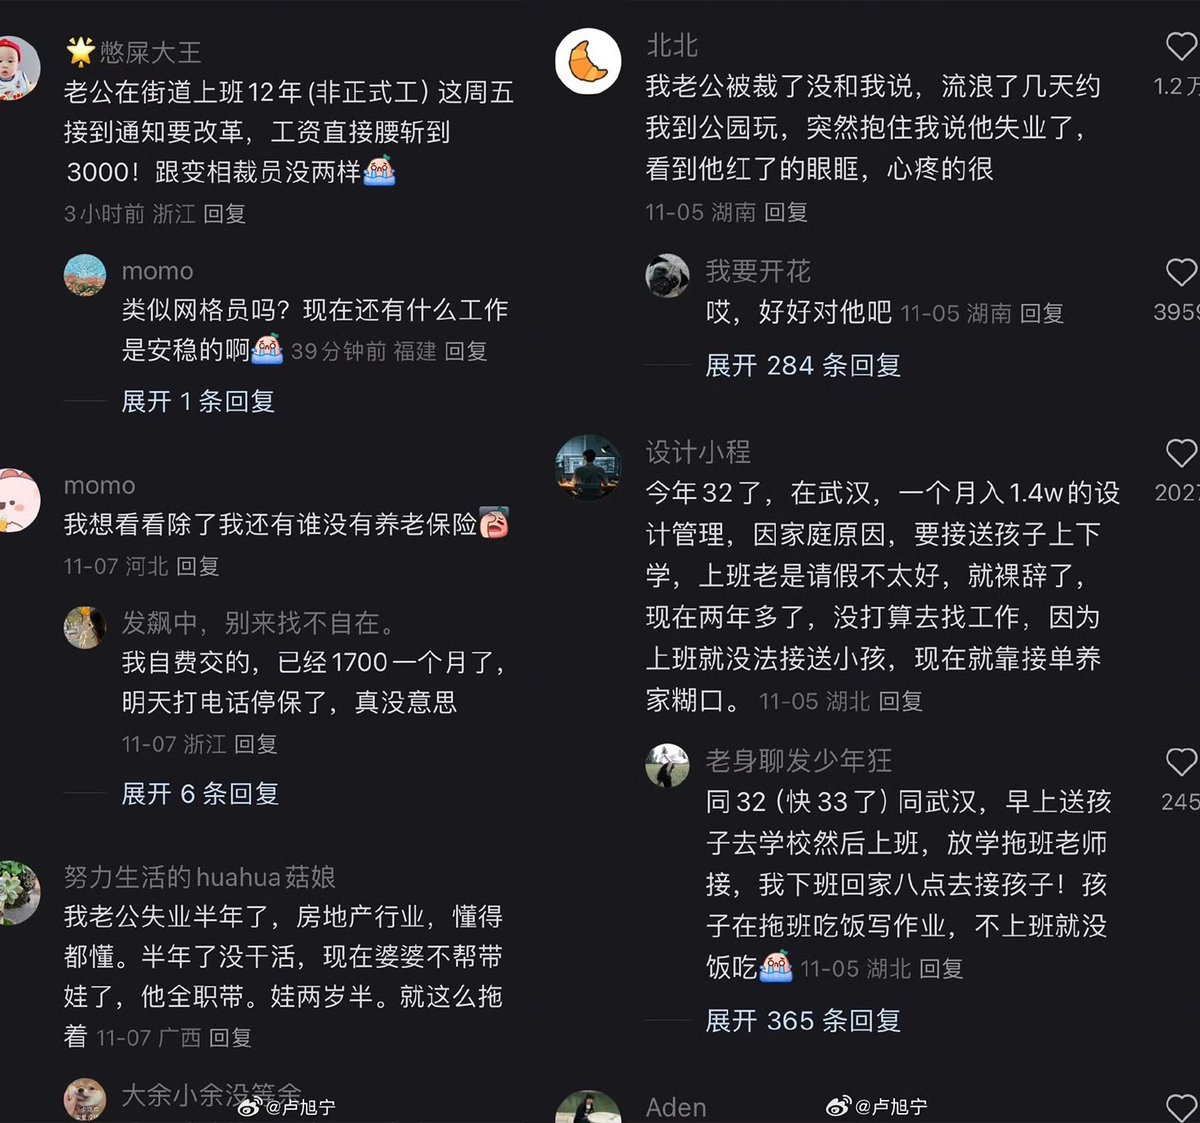 憋屎大王
老公在街道上班12年(非正式工) 这周五
接到通知要改革，工资直接腰斩到
3000！跟变相裁员没两样
3小时前 浙江 回复
momo
类似网格员吗？现在还有什么工作
是安稳的啊 39分钟前 福建 回复
展开 1 条回复
momo
我想看看除了我还有谁没有养老保险
11-07 河北 回复
发飙中，别来找不自在。
我自费交的，已经1700一个月了，
明天打电话停保了，真没意思
11-07 浙江 回复
展开 6 条回复
努力生活的huahua菇娘
我老公失业半年了，房地产行业，懂得
都懂。半年了没干活，现在婆婆不帮带
娃了，他全职带。娃两岁半。就这么拖
着 11-07 广西 回复
大余小余没等余
@卢旭宁
北北
我老公被裁了没和我说，流浪了几天约
我到公园玩，突然抱住我说他失业了，
看到他红了的眼眶，心疼的很
11-05 湖南 回复
1.2万
我要开花
哎，好好对他吧 11-05 湖南 回复
3959
展开 284 条回复
设计小程
今年32了，在武汉，一个月入1.4w的设
计管理，因家庭原因，要接送孩子上下
学，上班老是请假不太好，就裸辞了，
现在两年多了，没打算去找工作，因为
上班就没法接送小孩，现在就靠接单养
家糊口。 11-05 湖北 回复
2027
老身聊发少年狂
同32（快33了）同武汉，早上送孩
子去学校然后上班，放学拖班老师
接，我下班回家八点去接孩子！孩
子在拖班吃饭写作业，不上班就没
饭吃 11-05 湖北 回复
245
展开 365 条回复
Aden
@卢旭宁